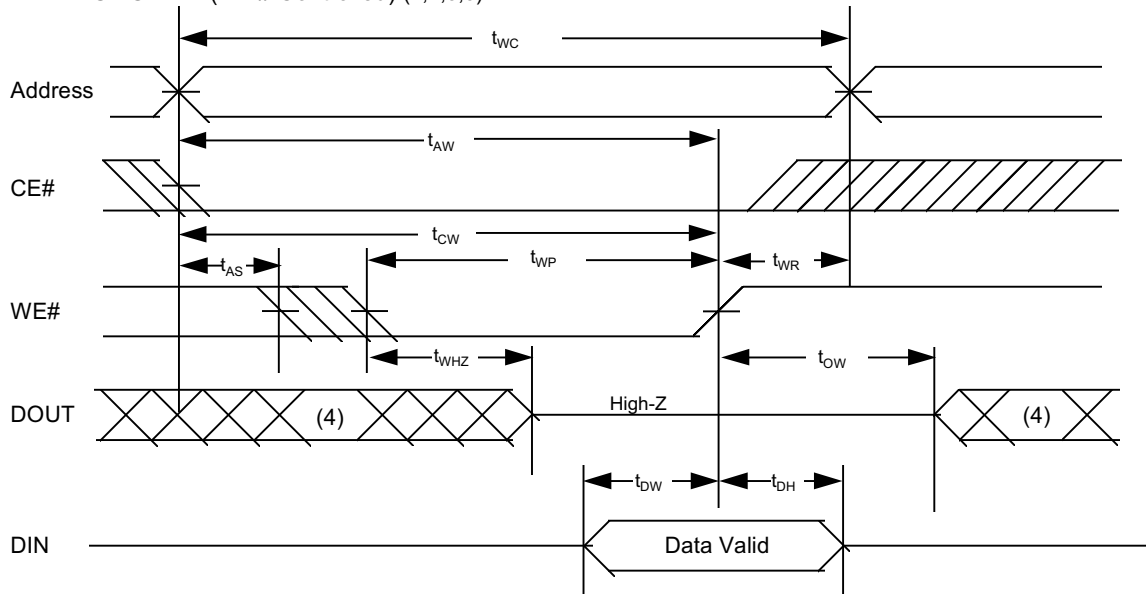 tWC
Address
tAW
CE#
tCW
tAS
tWP
tWR
WE#
tWHZ
tOW
DOUT
(4)
High-Z
(4)
tDW
tDH
DIN
Data Valid